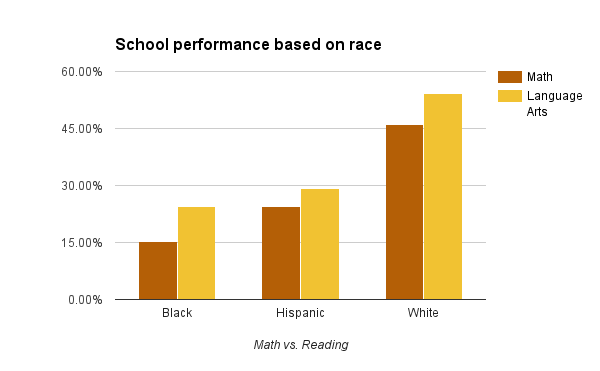 School performance based on race
60.00%
45.00%
30.00%
15.00%
0.00%
Black
Hispanic
White
Math vs. Reading
Math
Language
Arts